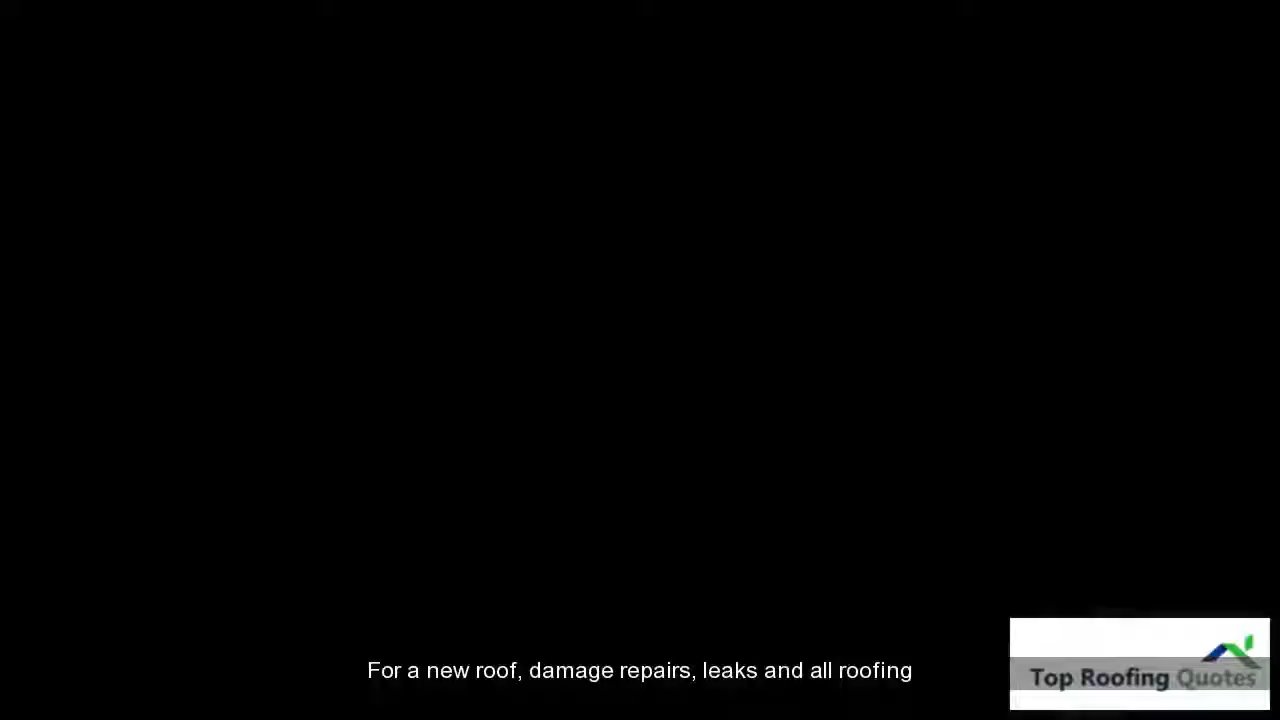 For a new roof, damage repairs, leaks and all roofing
Top Roofing Quotes